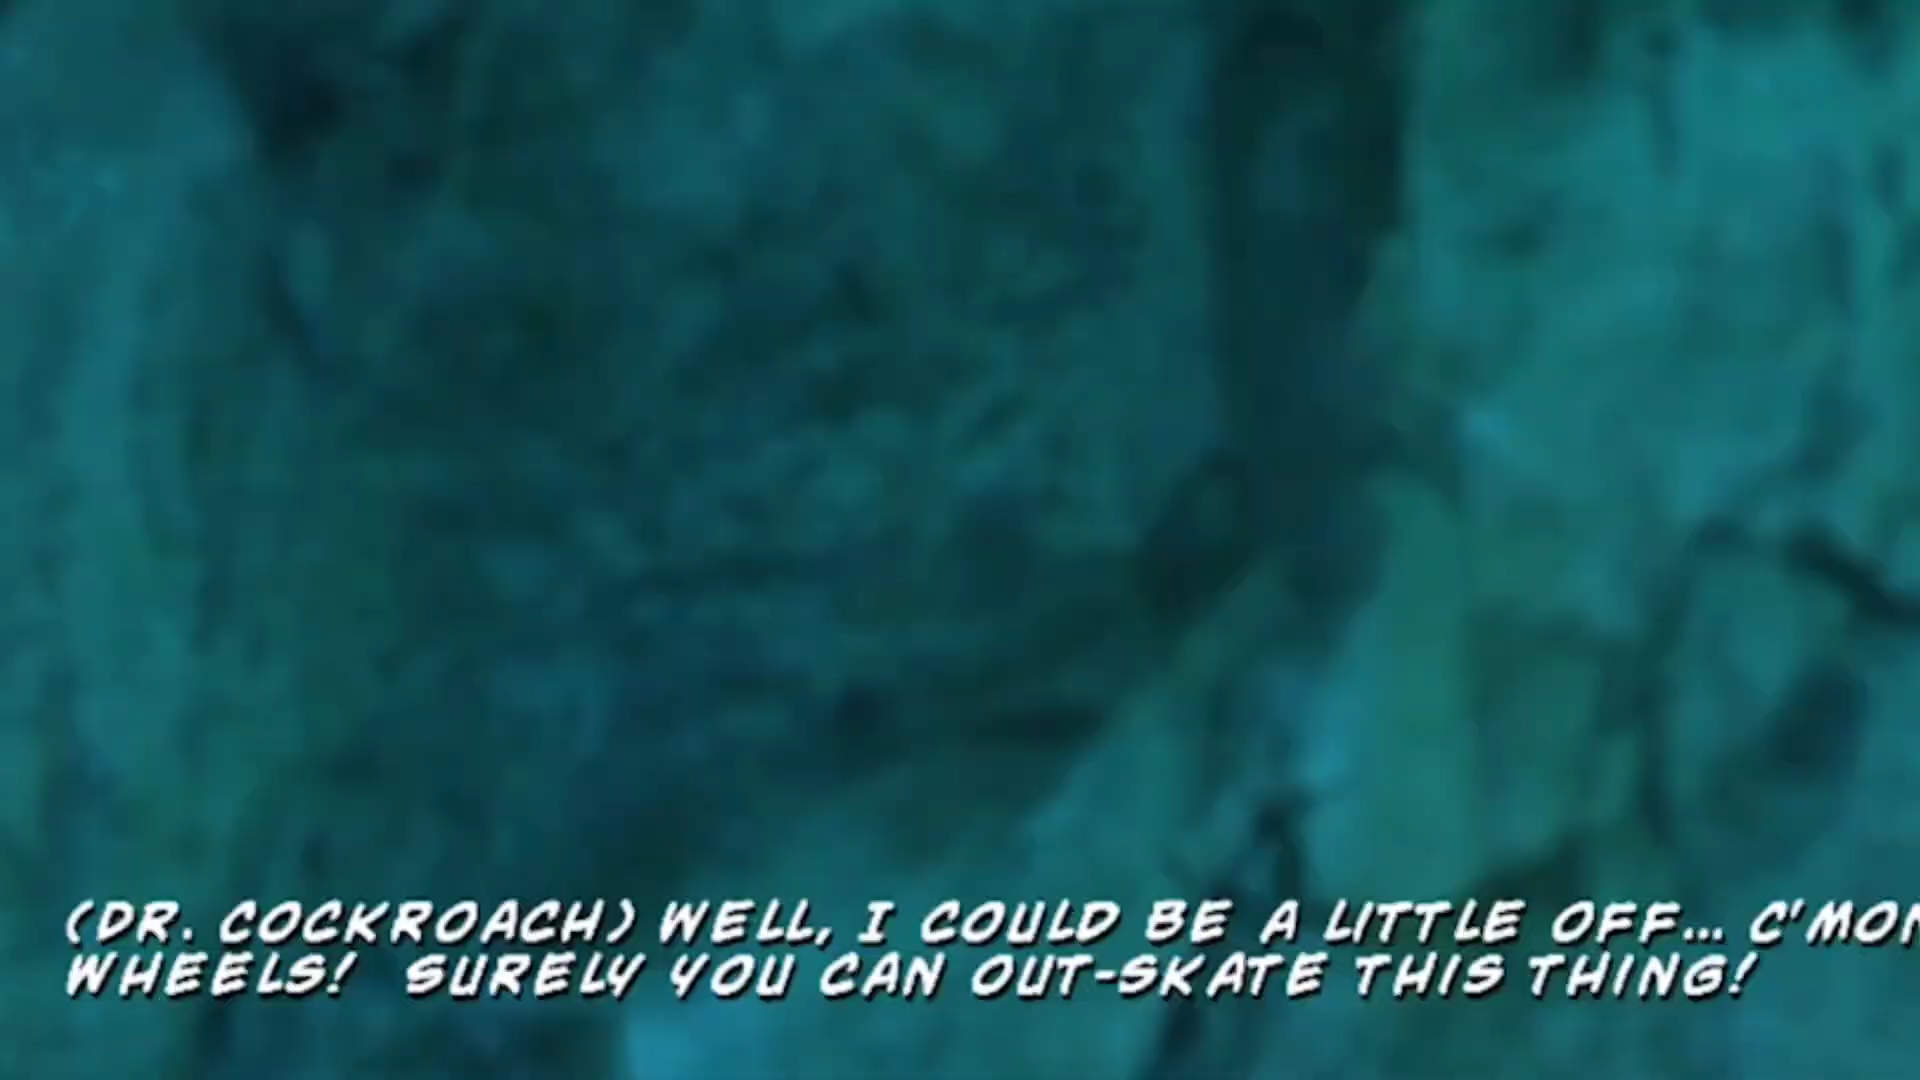 (DR. COCKROACH) WELL, I COULD BE A LITTLE OFF... C'MON
WHEELS!  SURELY YOU CAN OUT-SKATE THIS THING!